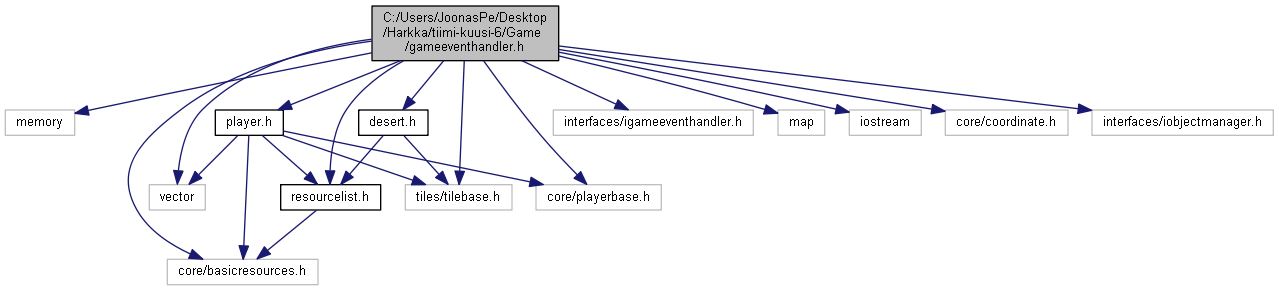 C:/Users/JoonasPe/Desktop
/Harkka/tiimi-kuusi-6/Game
/gameeventhandler.h
memory
player.h
desert.h
interfaces/igameeventhandler.h
map
iostream
core/coordinate.h
interfaces/iobjectmanager.h
vector
resourcelist.h
tiles/tilebase.h
core/playerbase.h
core/basicresources.h